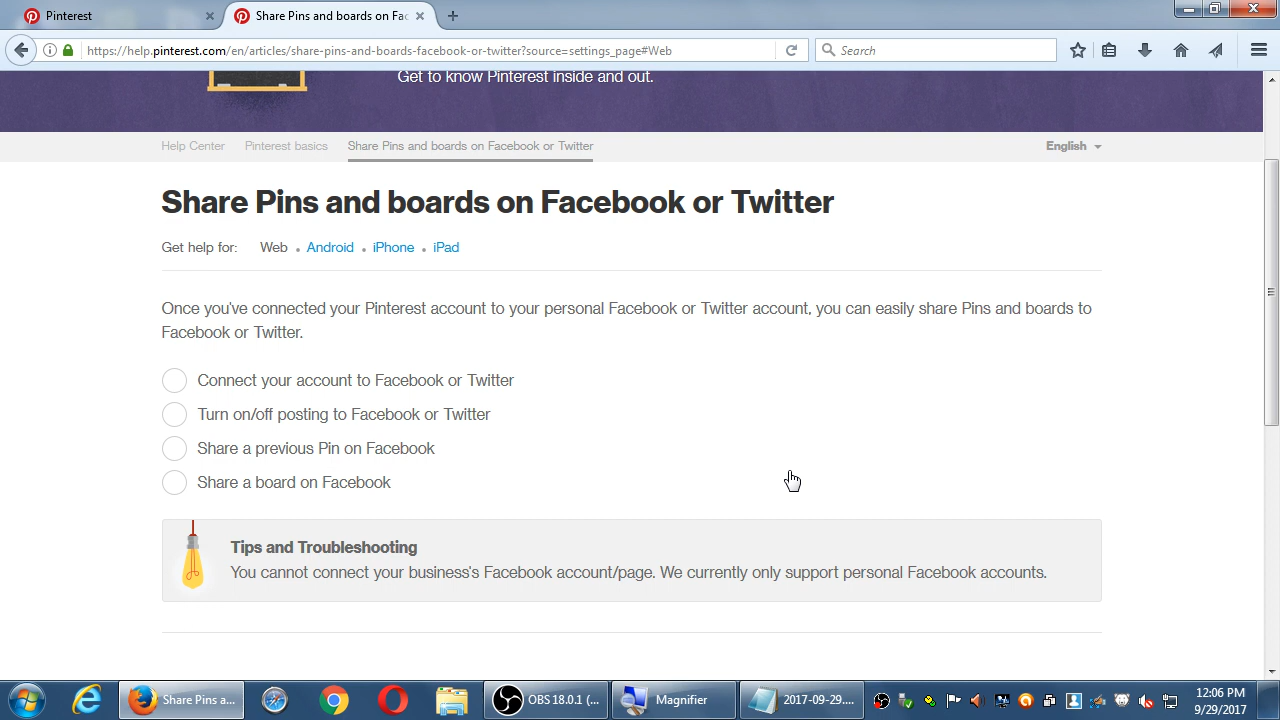 Pinterest
Share Pins and boards on Fac
https://help.pinterest.com/en/articles/share-pins-and-boards-facebook-or-twitter?source=settings_page#Web
Search
Get to know Pinterest inside and out.
Help Center
Pinterest basics
Share Pins and boards on Facebook or Twitter
English
Share Pins and boards on Facebook or Twitter
Get help for: Web . Android . iPhone . iPad
Once you've connected your Pinterest account to your personal Facebook or Twitter account, you can easily share Pins and boards to
Facebook or Twitter.
Connect your account to Facebook or Twitter
Turn on/off posting to Facebook or Twitter
Share a previous Pin on Facebook
Share a board on Facebook
Tips and Troubleshooting
You cannot connect your business's Facebook account/page. We currently only support personal Facebook accounts.
Share Pins a...
OBS 18.0.1 (...
Magnifier
2017-09-29....
12:06 PM
9/29/2017